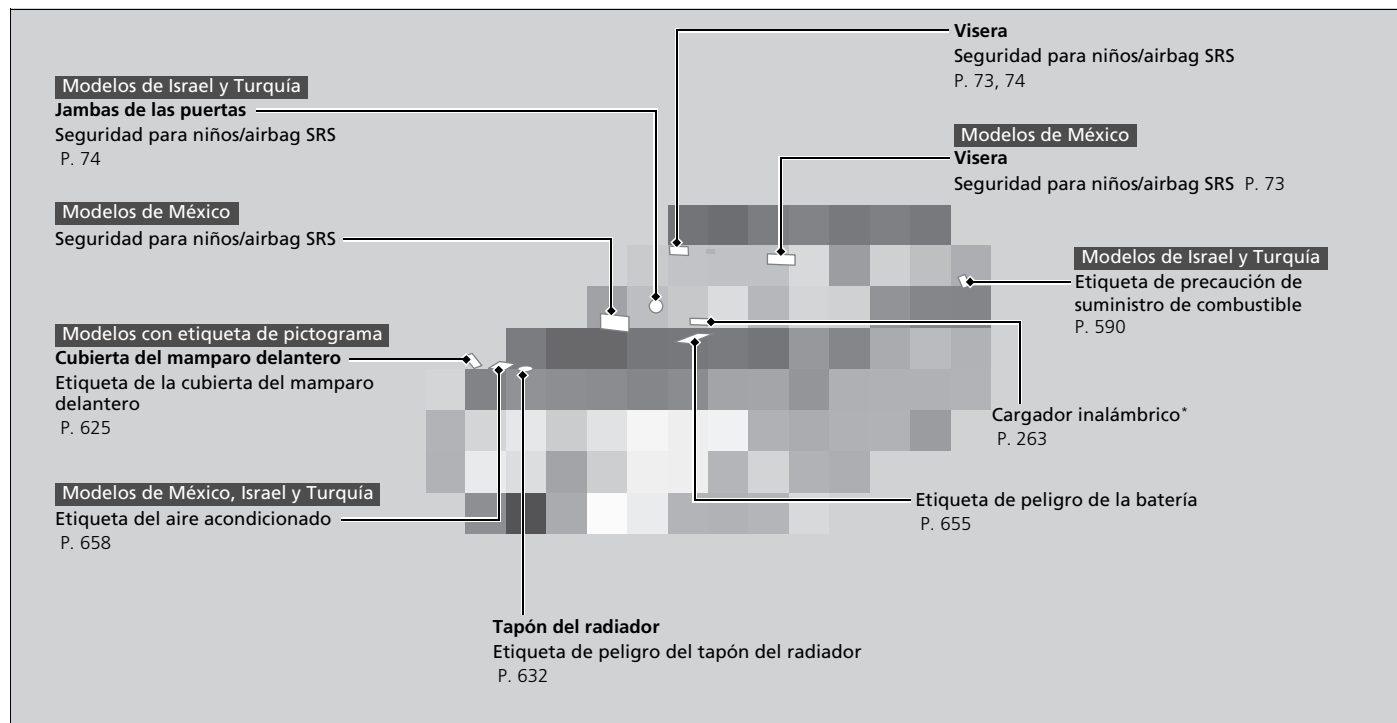 Modelos de Israel y Turquía
Jambas de las puertas
Seguridad para niños/airbag SRS
P. 74
Modelos de México
Seguridad para niños/airbag SRS
Modelos con etiqueta de pictograma
Cubierta del mamparo delantero
Etiqueta de la cubierta del mamparo
delantero
P. 625
Modelos de México, Israel y Turquía
Etiqueta del aire acondicionado
P. 658
Tapón del radiador
Etiqueta de peligro del tapón del radiador
P. 632
Visera
Seguridad para niños/airbag SRS
P. 73, 74
Modelos de México
Visera
Seguridad para niños/airbag SRS P. 73
Modelos de Israel y Turquía
Etiqueta de precaución de
suministro de combustible
P. 590
Cargador inalámbrico*
P. 263
Etiqueta de peligro de la batería
P. 655